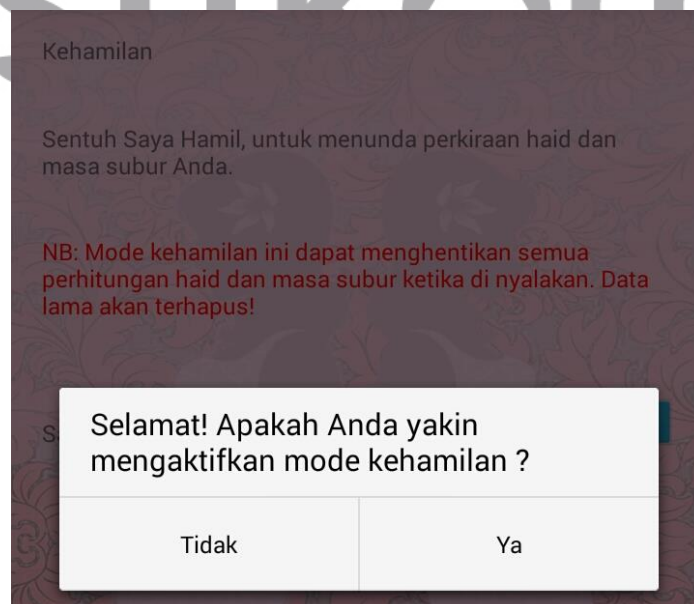 Kehamilan
Sentuh Saya Hamil, untuk menunda perkiraan haid dan
masa subur Anda.
NB: Mode kehamilan ini dapat menghentikan semua
perhitungan haid dan masa subur ketika di nyalakan. Data
lama akan terhapus!
Selamat! Apakah Anda yakin
mengaktifkan mode kehamilan ?
Tidak
Ya